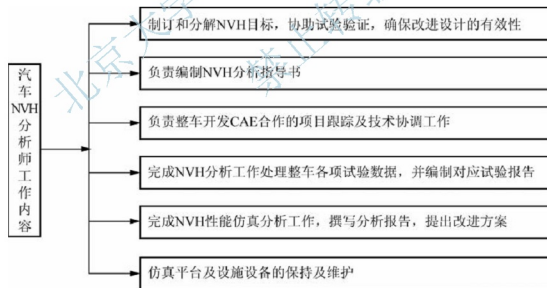 北京大学
禁止转
汽车NVH分析师工作内容
制订和分解NVH目标，协助试验验证，确保改进设计的有效性
负责编制NVH分析指导书
负责整车开发CAE合作的项目跟踪及技术协调工作
完成NVH分析工作处理整车各项试验数据，并编制对应试验报告
完成NVH性能仿真分析工作，撰写分析报告，提出改进方案
仿真平台及设施设备的保持及维护